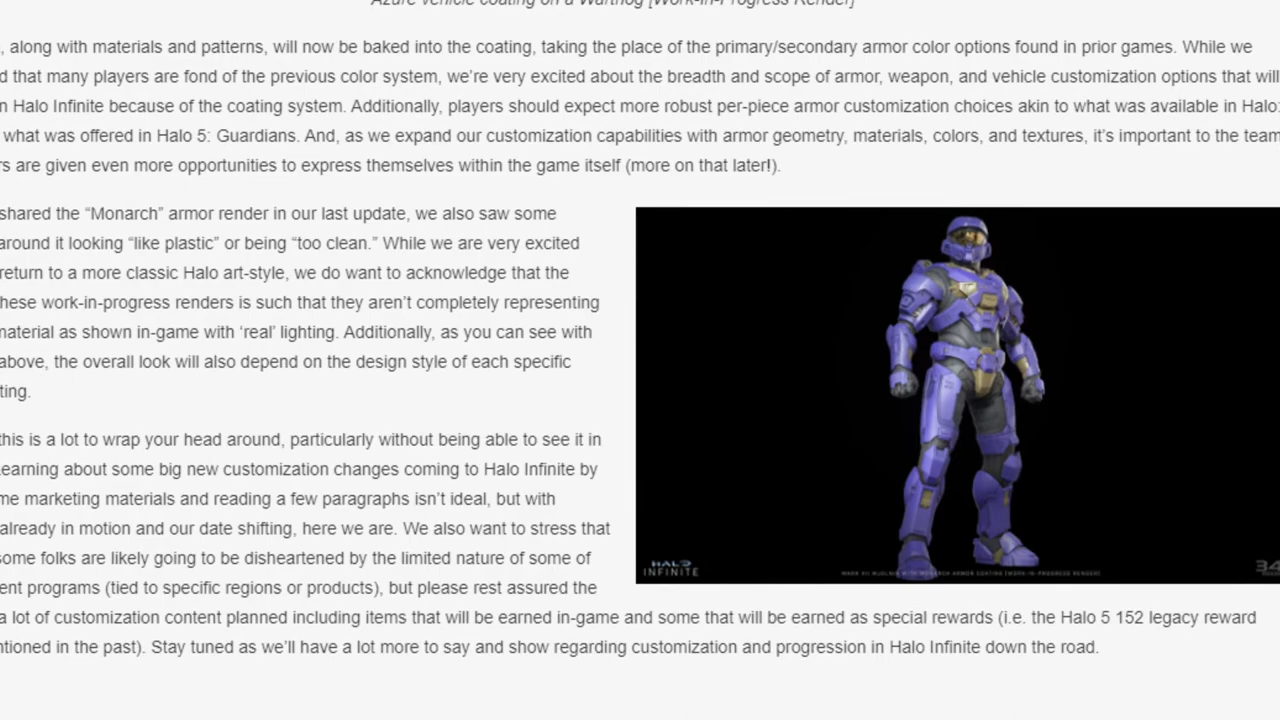 Azure vehicle coating on a Warthog [Work-In-Progress Render]
, along with materials and patterns, will now be baked into the coating, taking the place of the primary/secondary armor color options found in prior games. While we
d that many players are fond of the previous color system, we’re very excited about the breadth and scope of armor, weapon, and vehicle customization options that will
n Halo Infinite because of the coating system. Additionally, players should expect more robust per-piece armor customization choices akin to what was available in Halo:
what was offered in Halo 5: Guardians. And, as we expand our customization capabilities with armor geometry, materials, colors, and textures, it’s important to the team
rs are given even more opportunities to express themselves within the game itself (more on that later!).
shared the “Monarch” armor render in our last update, we also saw some
around it looking “like plastic” or being “too clean.” While we are very excited
return to a more classic Halo art-style, we do want to acknowledge that the
hese work-in-progress renders is such that they aren’t completely representing
material as shown in-game with ‘real’ lighting. Additionally, as you can see with
above, the overall look will also depend on the design style of each specific
ting.
this is a lot to wrap your head around, particularly without being able to see it in
Learning about some big new customization changes coming to Halo Infinite by
me marketing materials and reading a few paragraphs isn’t ideal, but with
already in motion and our date shifting, here we are. We also want to stress that
some folks are likely going to be disheartened by the limited nature of some of
ent programs (tied to specific regions or products), but please rest assured the
a lot of customization content planned including items that will be earned in-game and some that will be earned as special rewards (i.e. the Halo 5 152 legacy reward
ntioned in the past). Stay tuned as we’ll have a lot more to say and show regarding customization and progression in Halo Infinite down the road.
HALO
INFINITE
MARK VII MJOLNIR WITH MONARCH ARMOR COATING [WORK-IN-PROGRESS RENDER]
34